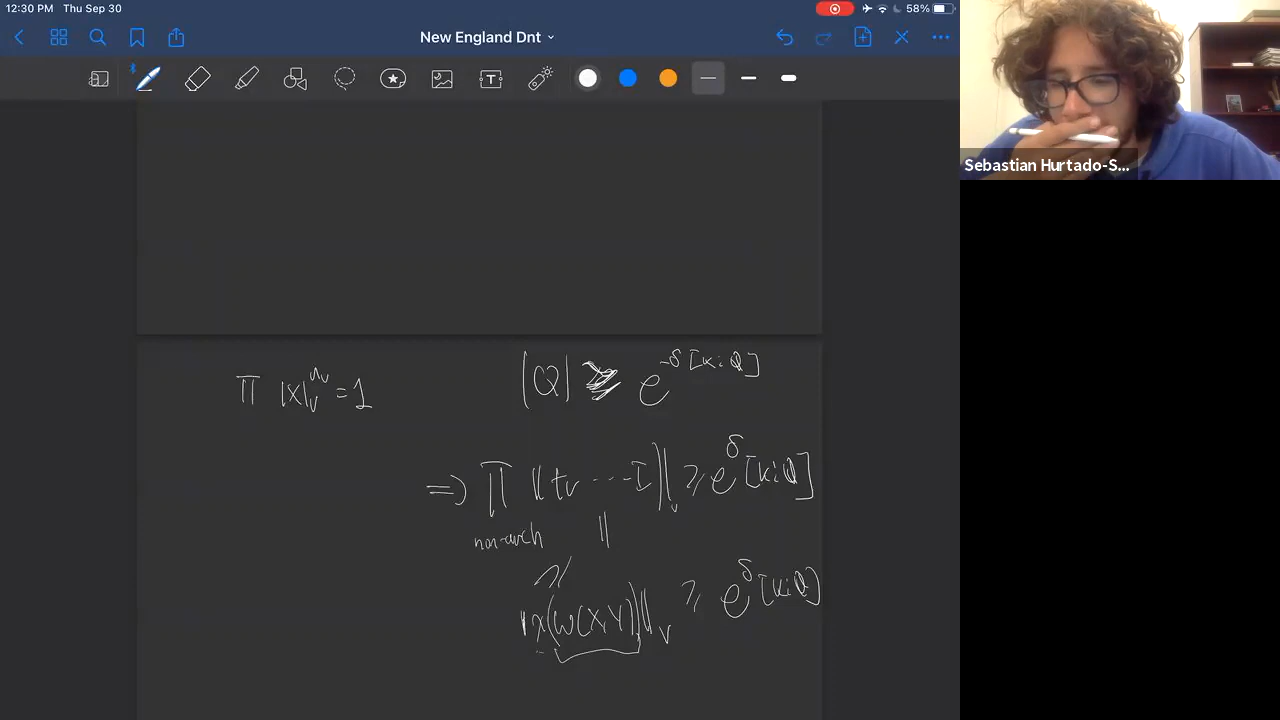 12:30 PM Thu Sep 30
58%
New England Dnt
T
Sebastian Hurtado-S...
∏ |x|_v^{n_v} = 1
|Q| ≥ e^{-δ[K:Q]}
=> ∏ ||tr ... I||_v ≥ e^{δ[K:Q]}
non-arch ||
(w(X,Y))||_v ≥ e^{δ[K:Q]}